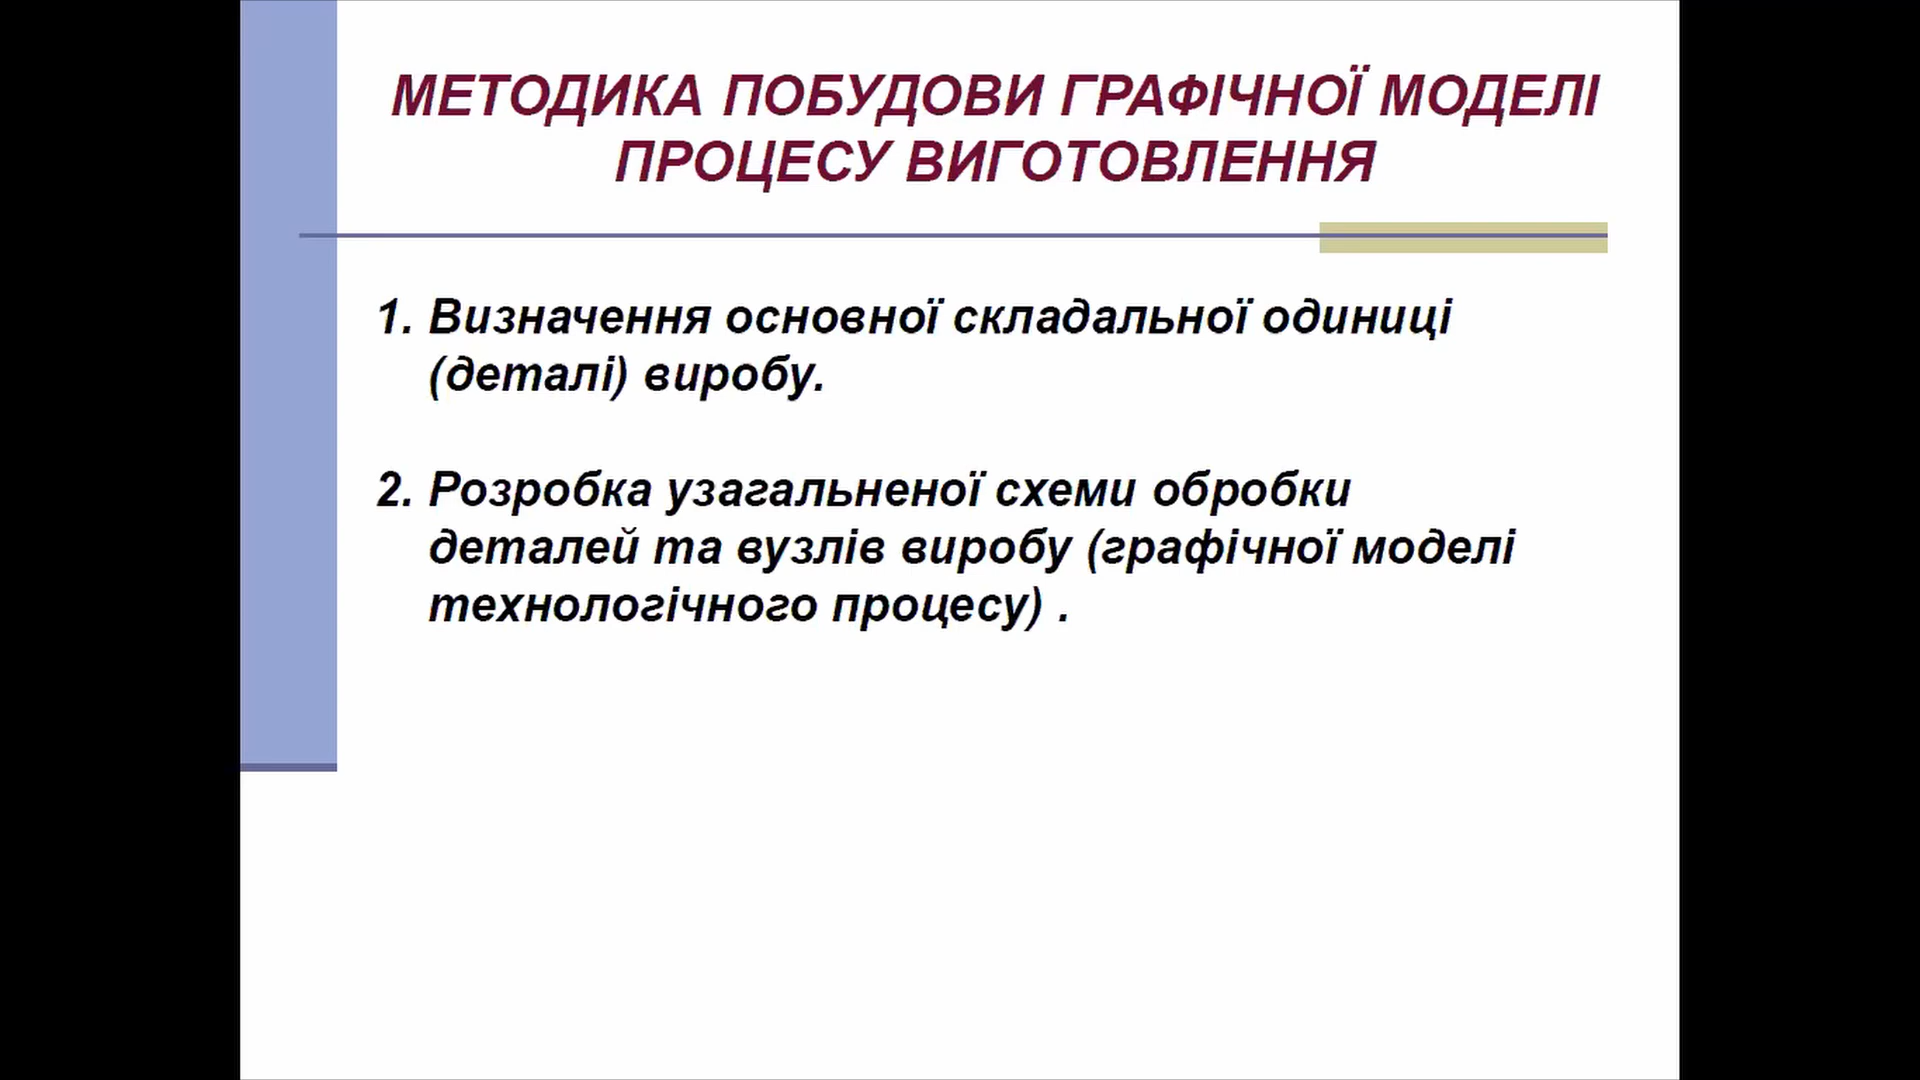 МЕТОДИКА ПОБУДОВИ ГРАФІЧНОЇ МОДЕЛІ
ПРОЦЕСУ ВИГОТОВЛЕННЯ
1. Визначення основної складальної одиниці
(деталі) виробу.
2. Розробка узагальненої схеми обробки
деталей та вузлів виробу (графічної моделі
технологічного процесу) .